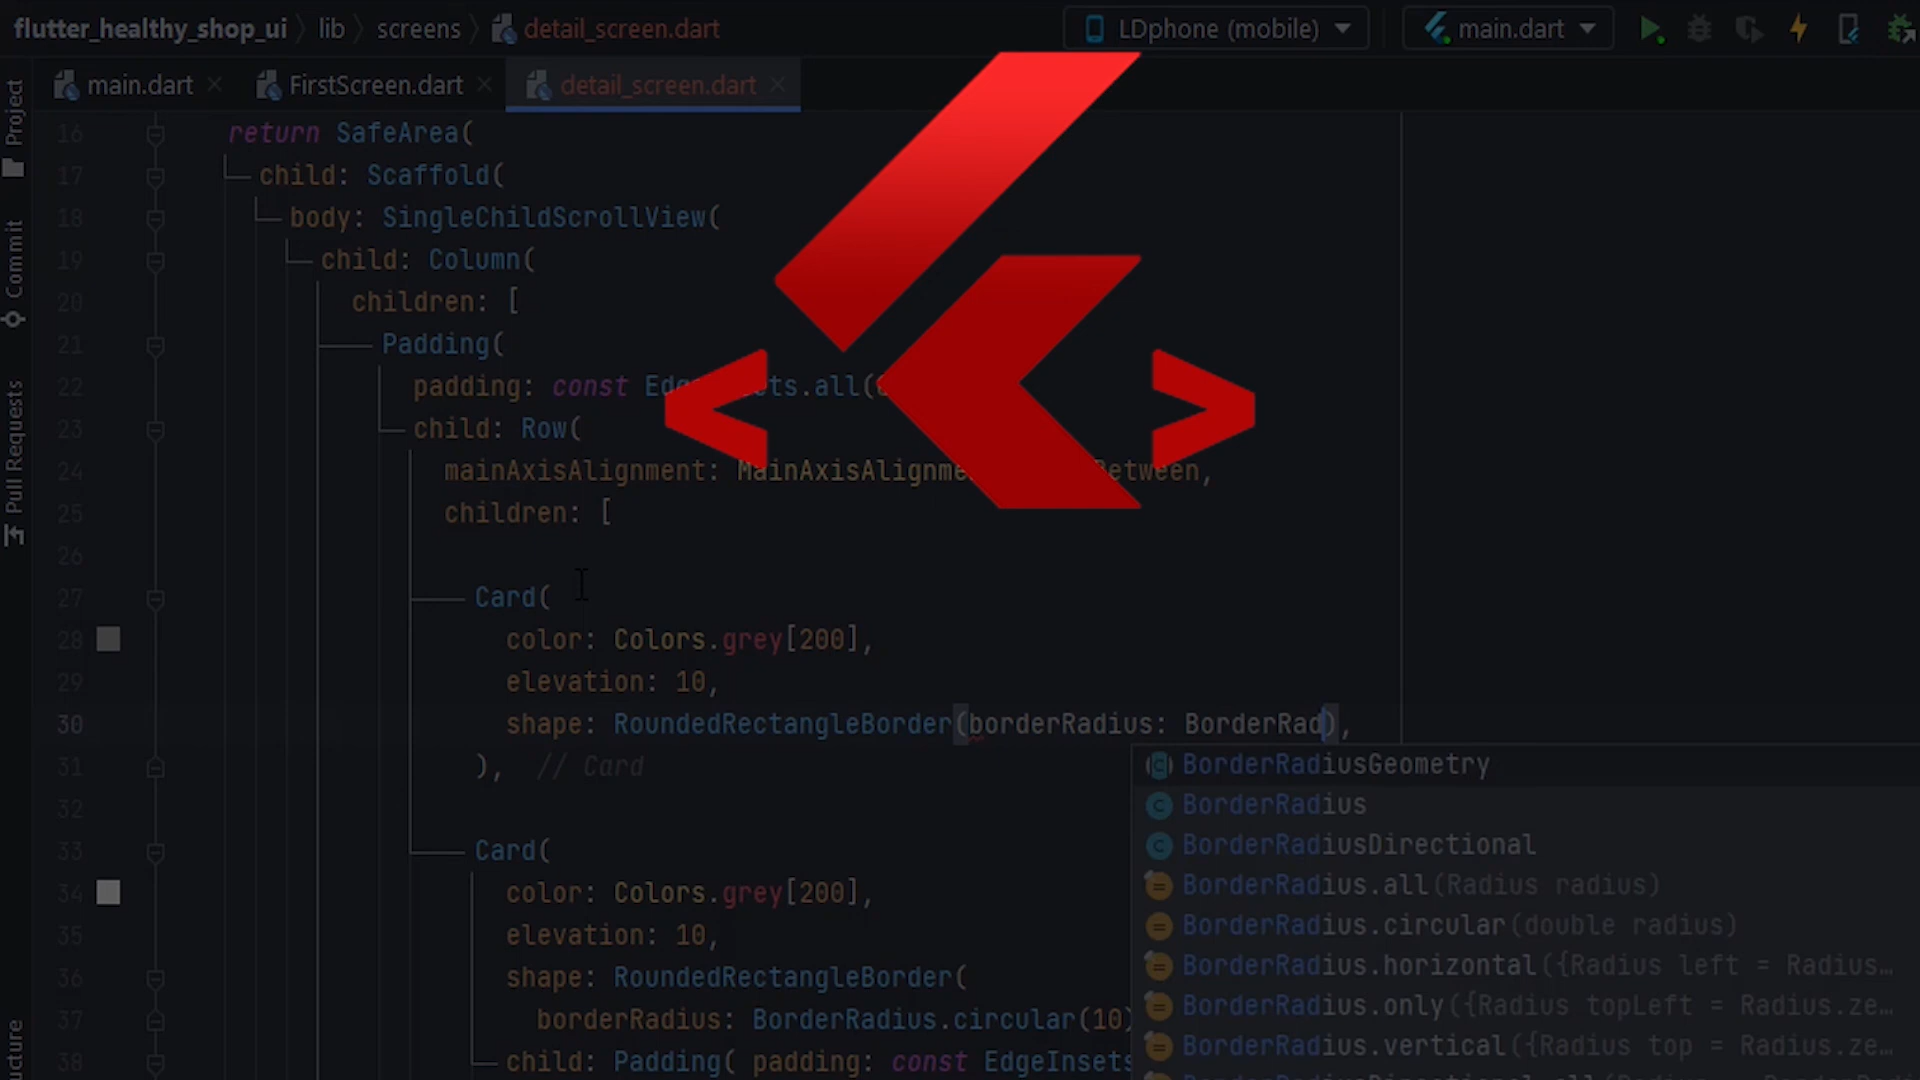 flutter_healthy_shop_ui lib screens detail_screen.dart LDphone (mobile) main.dart
main.dart FirstScreen.dart detail_screen.dart
Project
Commit
Pull Requests
16 return SafeArea(
17 child: Scaffold(
18 body: SingleChildScrollView(
19 child: Column(
20 children: [
21 Padding(
22 padding: const .all(
23 child: Row(
24 mainAxisAlignment:
25 children: [
26
27 Card(
28 color: Colors.grey[200],
29 elevation: 10,
30 shape: RoundedRectangleBorder(borderRadius: BorderRad),
31 ), // Card
32
33 Card(
34 color: Colors.grey[200],
35 elevation: 10,
36 shape: RoundedRectangleBorder(
37 borderRadius: BorderRadius.circular(10)
38 child: Padding( padding: const EdgeInsets
BorderRadiusGeometry
BorderRadius
BorderRadiusDirectional
BorderRadius.all(Radius radius)
BorderRadius.circular(double radius)
BorderRadius.horizontal({Radius left = Radius…
BorderRadius.only({Radius topLeft = Radius.ze…
BorderRadius.vertical({Radius top = Radius.ze…
< >